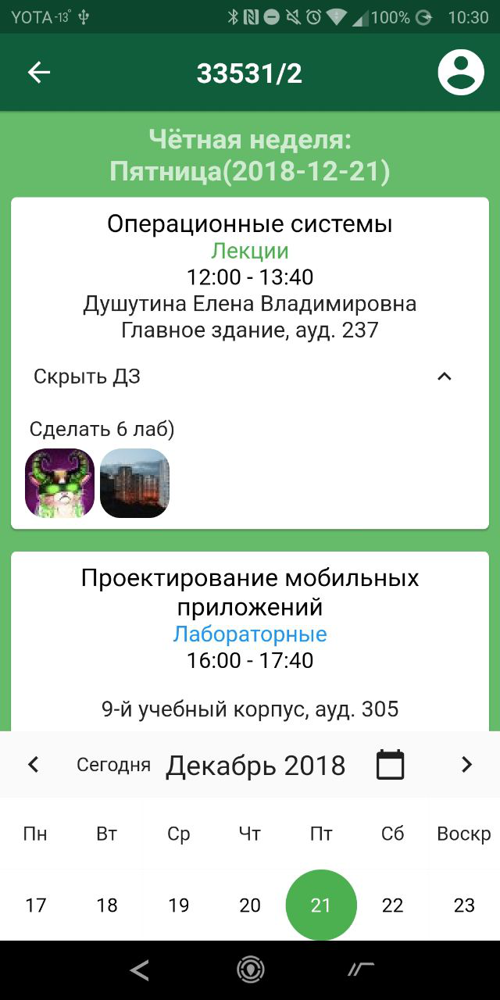 YOTA -13° 100% 10:30
33531/2
Чётная неделя:
Пятница(2018-12-21)
Операционные системы
Лекции
12:00 - 13:40
Душутина Елена Владимировна
Главное здание, ауд. 237
Скрыть ДЗ
Сделать 6 лаб)
Проектирование мобильных
приложений
Лабораторные
16:00 - 17:40
9-й учебный корпус, ауд. 305
Сегодня Декабрь 2018
Пн Вт Ср Чт Пт Сб Воскр
17 18 19 20 21 22 23